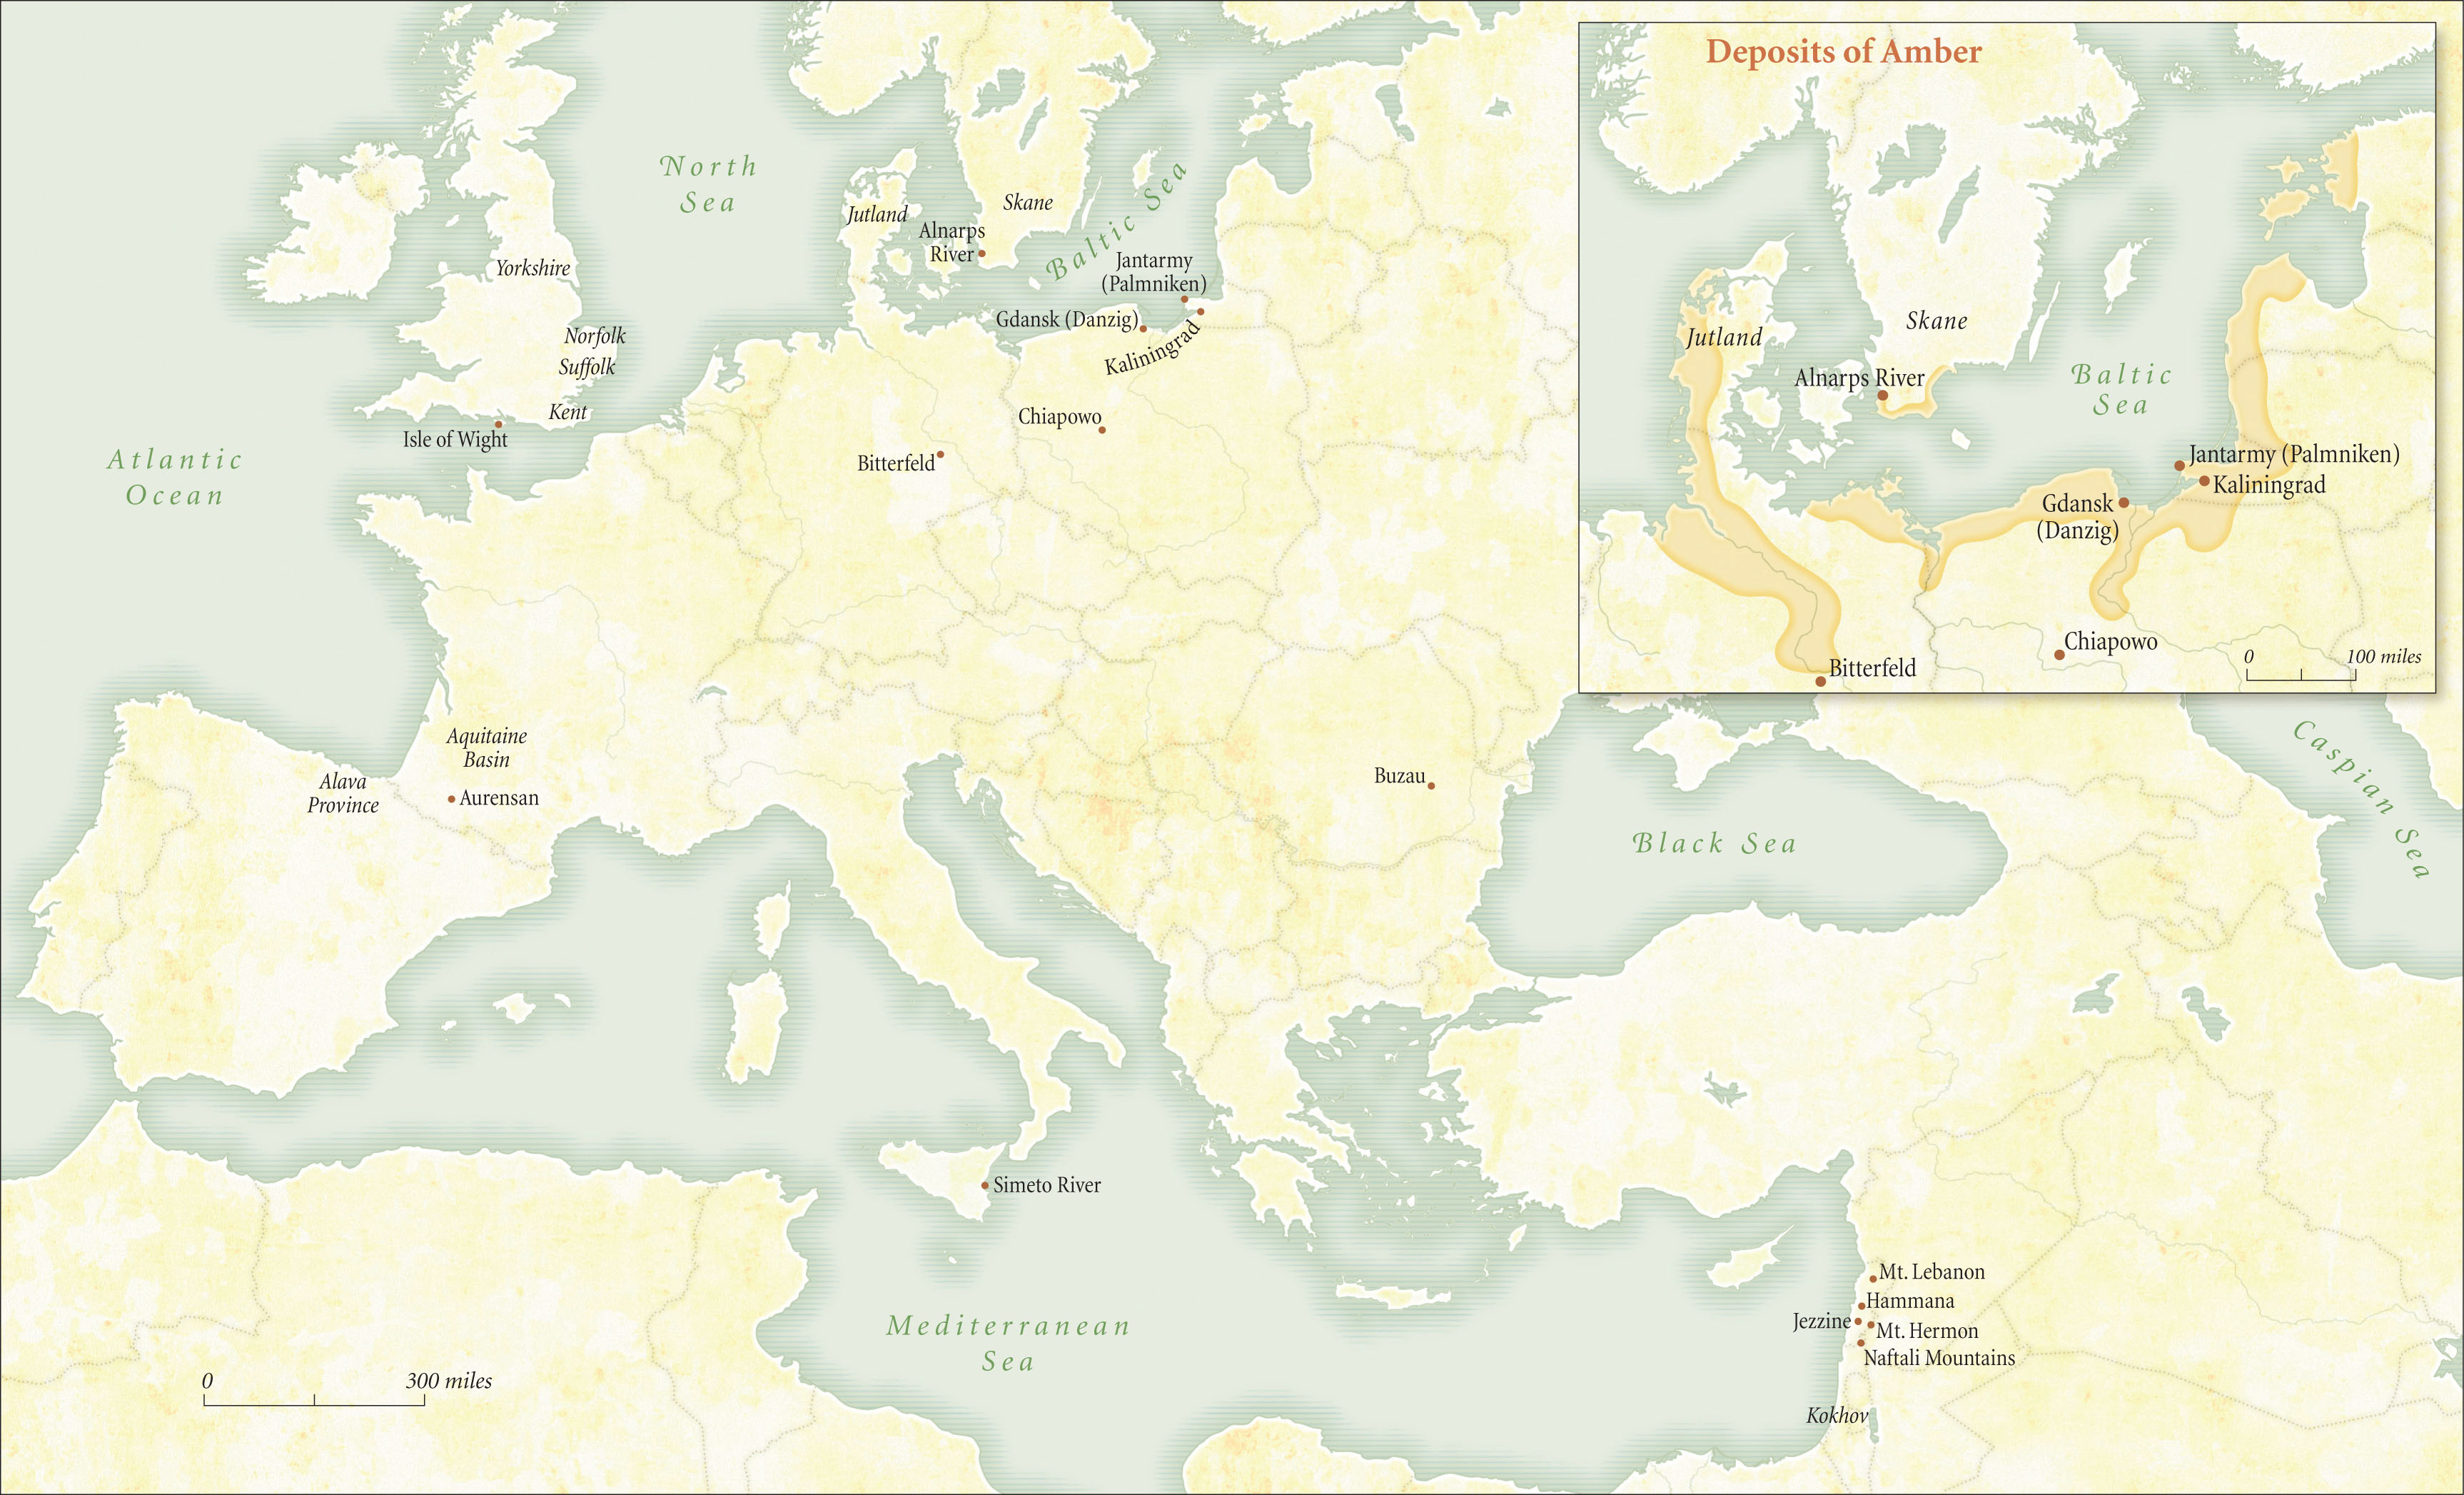 North
Sea
Skane
Jutland
Alnarps
River
Baltic Sea
Jantarmy
(Palmniken)
Yorkshire
Gdansk (Danzig)
Kaliningrad
Norfolk
Suffolk
Kent
Isle of Wight
Chiapowo
Bitterfeld
Atlantic
Ocean
Aquitaine
Basin
Alava
Province
Aurensan
Buzau
Black Sea
Caspian Sea
Simeto River
Mediterranean
Sea
Mt. Lebanon
Hammana
Jezzine
Mt. Hermon
Naftali Mountains
Kokhov
0 300 miles
Deposits of Amber
Jutland
Skane
Alnarps River
Baltic
Sea
Jantarmy (Palmniken)
Kaliningrad
Gdansk
(Danzig)
Chiapowo
Bitterfeld
0 100 miles